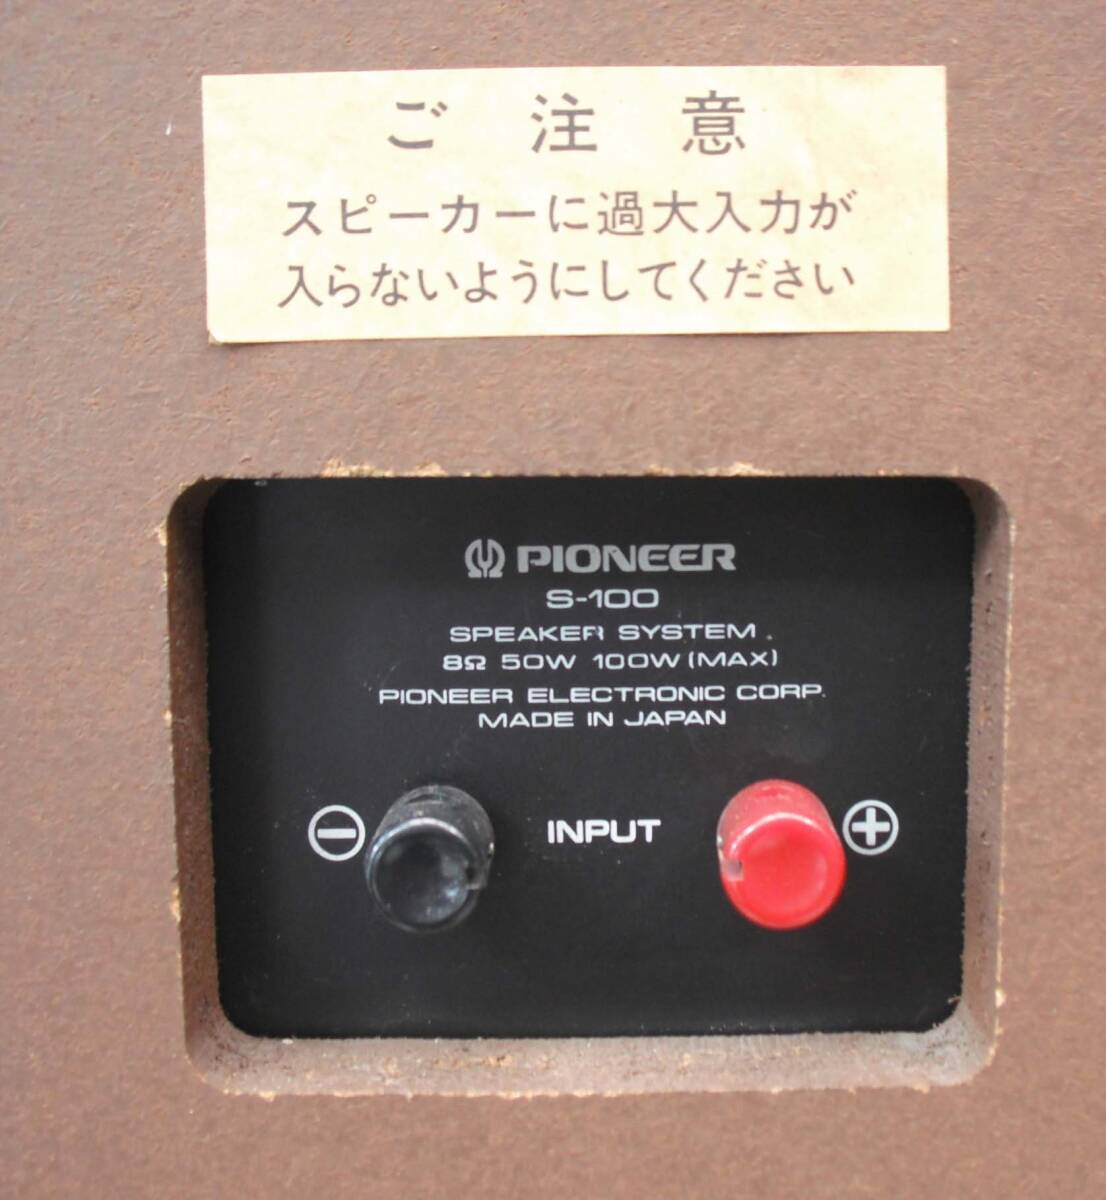 ご注意
スピーカーに過大入力が
入らないようにしてください
PIONEER
S-100
SPEAKER SYSTEM
8Ω 50W 100W (MAX)
PIONEER ELECTRONIC CORP.
MADE IN JAPAN
⊖ INPUT ⊕